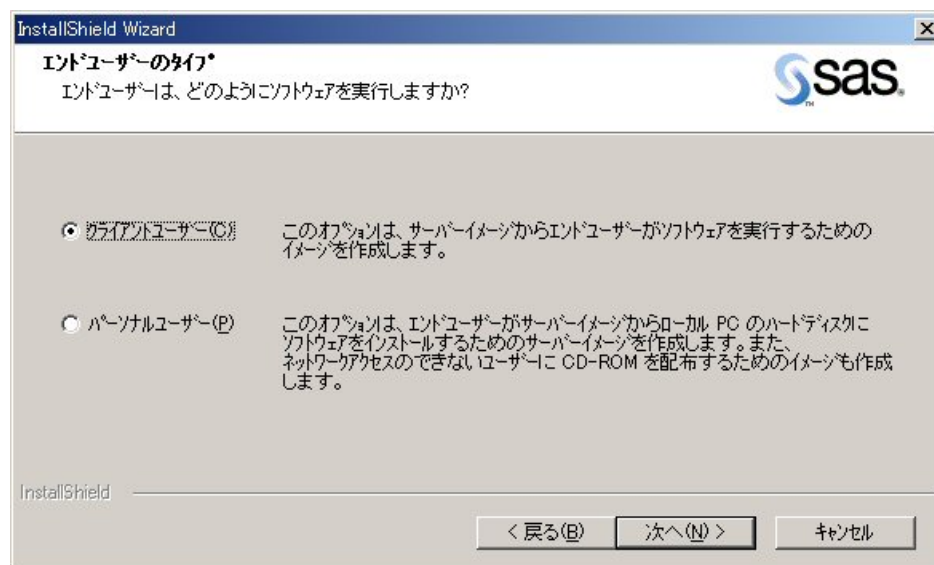 InstallShield Wizard
エンドユーザーのタイプ
エンドユーザーは、どのようにソフトウェアを実行しますか?
sas
クライアントユーザー(C)
このオプションは、サーバーイメージからエンドユーザーがソフトウェアを実行するための
イメージを作成します。
パーソナルユーザー(P)
このオプションは、エンドユーザーがサーバーイメージからローカル PC のハードディスクに
ソフトウェアをインストールするためのサーバーイメージを作成します。また、
ネットワークアクセスのできないユーザーに CD-ROM を配布するためのイメージも作成
します。
InstallShield
< 戻る(B)
次へ(N) >
キャンセル